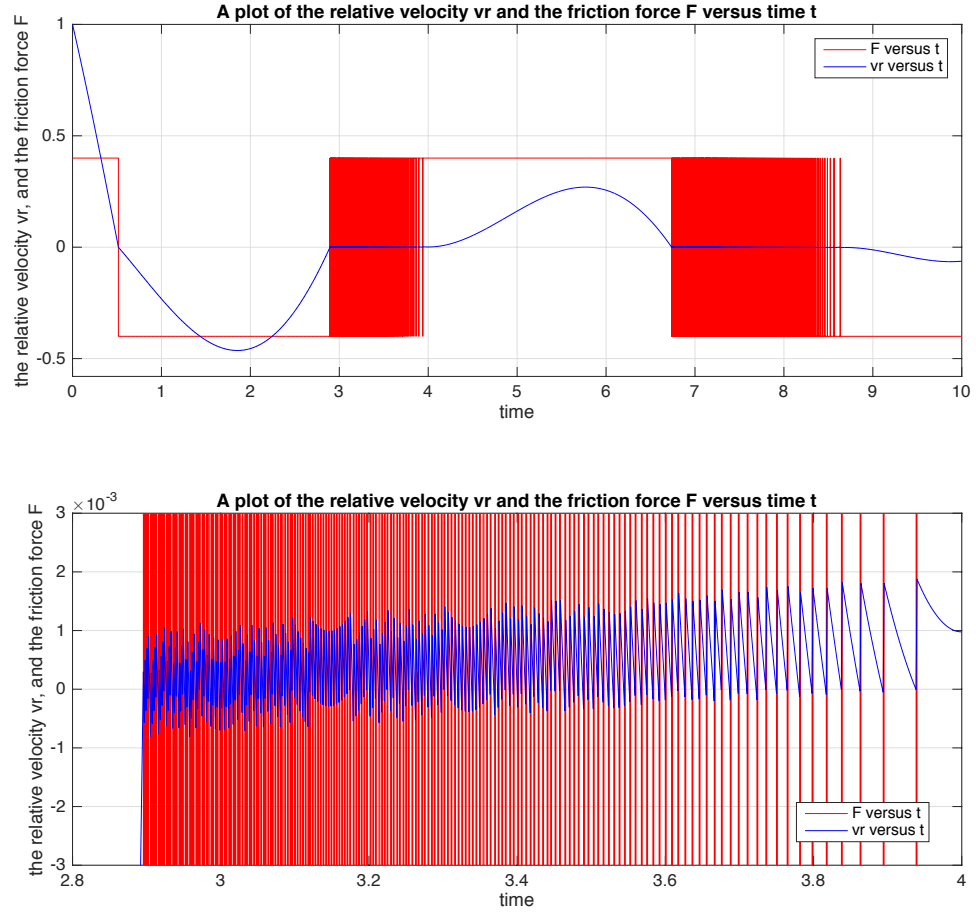 A plot of the relative velocity vr and the friction force F versus time t
the relative velocity vr, and the friction force F
1
0.5
0
-0.5
F versus t
vr versus t
0 1 2 3 4 5 6 7 8 9 10
time
A plot of the relative velocity vr and the friction force F versus time t
×10-3
the relative velocity vr, and the friction force F
3
2
1
0
-1
-2
-3
F versus t
vr versus t
2.8 3 3.2 3.4 3.6 3.8 4
time